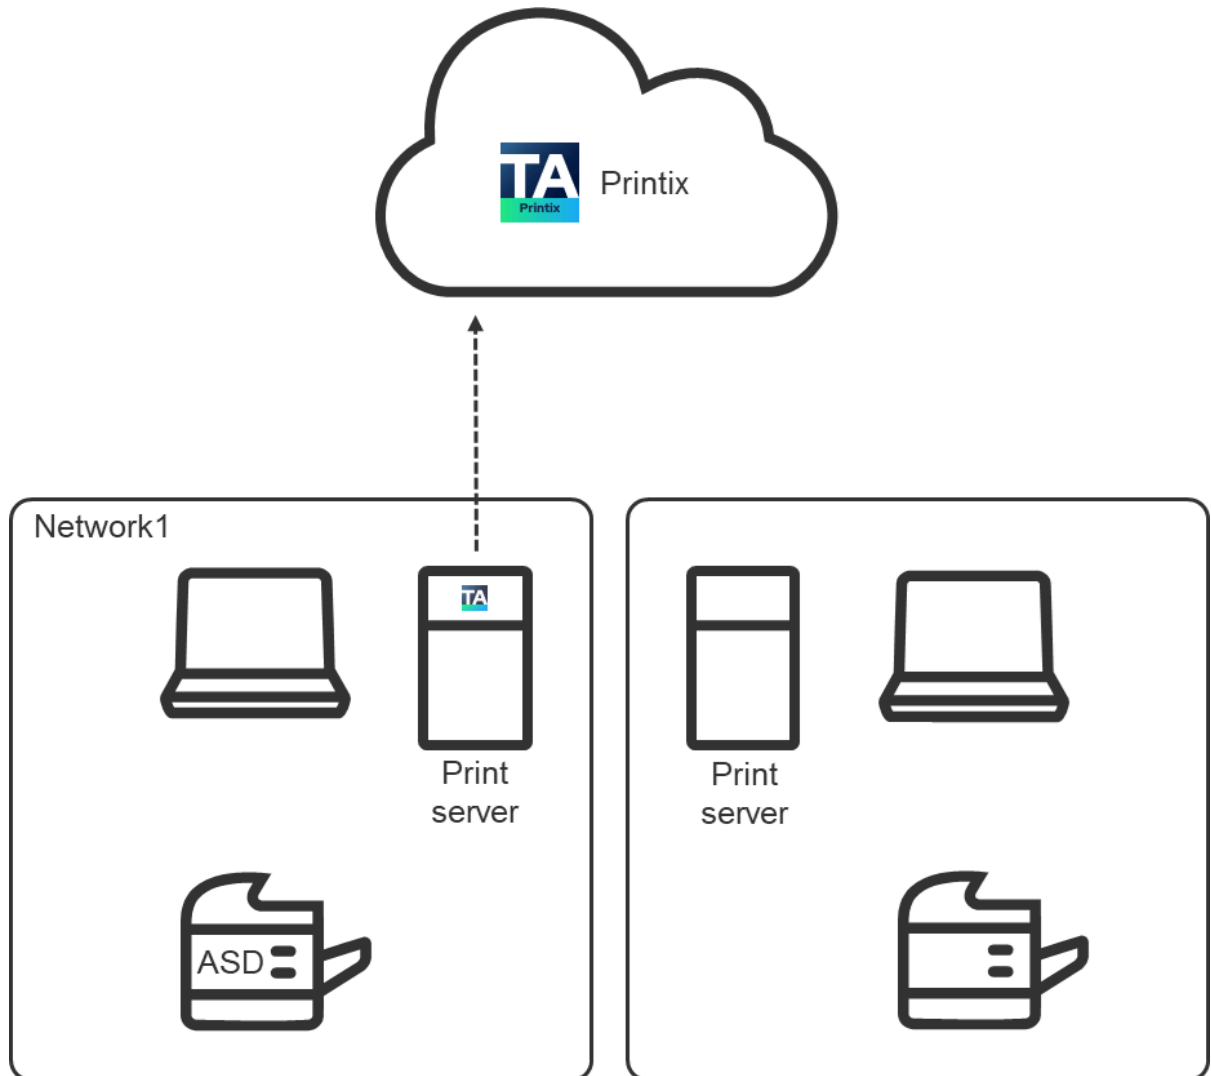 TA
Printix
Printix
Network1
TA
Print
server
Print
server
ASD